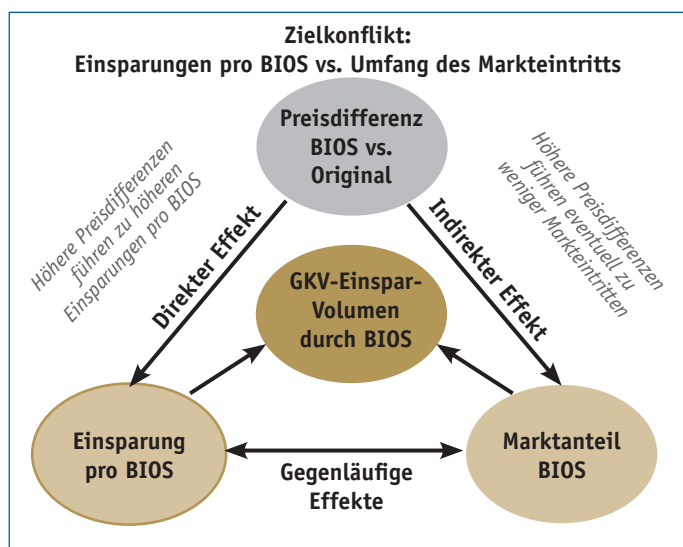 Zielkonflikt:
Einsparungen pro BIOS vs. Umfang des Markteintritts
Preisdifferenz
BIOS vs.
Original
Höhere Preisdifferenzen
führen zu höheren
Einsparungen pro BIOS
Direkter Effekt
Indirekter Effekt
Höhere Preisdifferenzen
führen eventuell zu
weniger Markteintritten
GKV-Einspar-
Volumen
durch BIOS
Einsparung
pro BIOS
Gegenläufige
Effekte
Marktanteil
BIOS